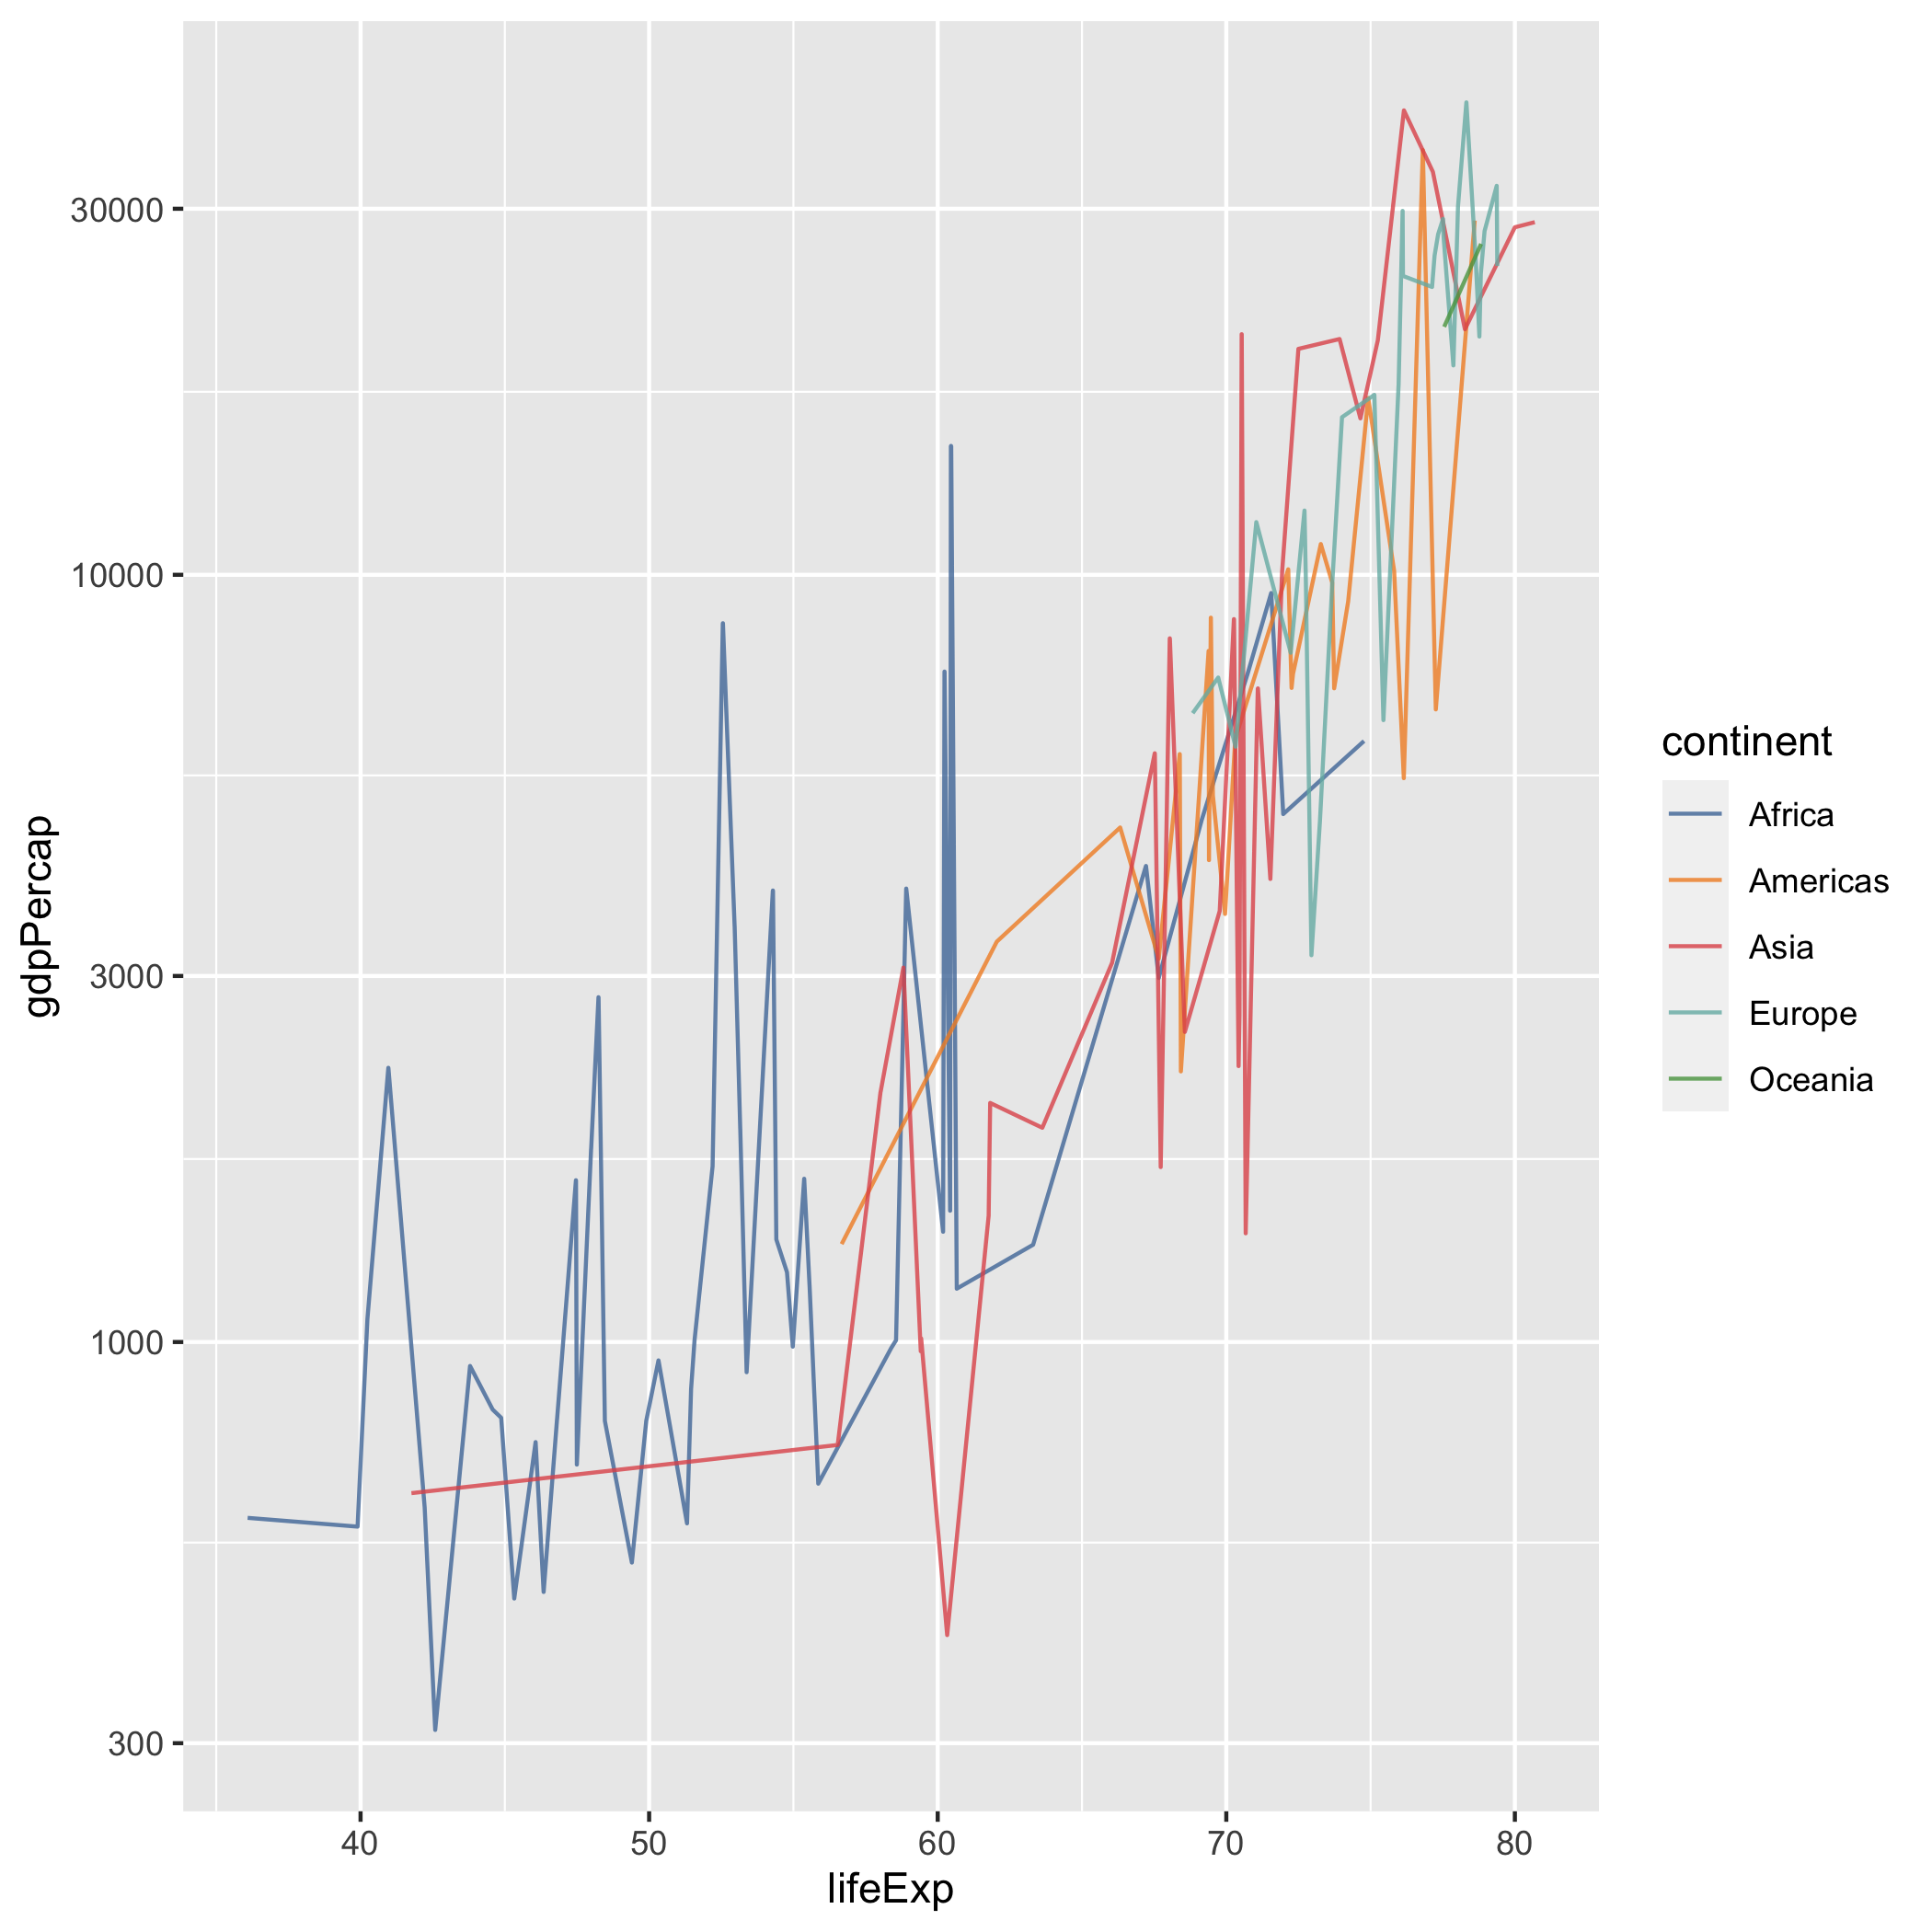 gdpPercap
30000
10000
3000
1000
300
40 50 60 70 80
lifeExp
continent
Africa
Americas
Asia
Europe
Oceania